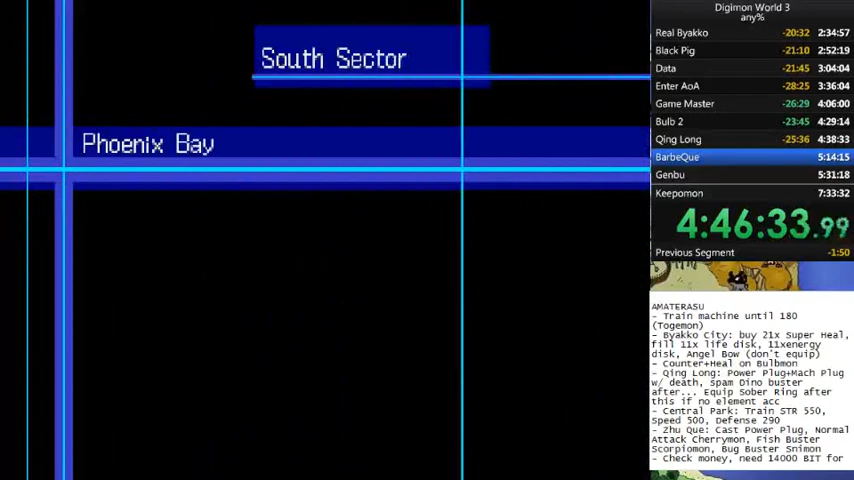 South Sector
Phoenix Bay
Digimon World 3
any%
Real Byakko -20:32 2:34:57
Black Pig -21:10 2:52:19
Data -21:45 3:04:04
Enter AoA -28:25 3:36:04
Game Master -26:29 4:06:00
Bulb 2 -23:45 4:29:14
Qing Long -25:36 4:38:33
BarbeQue 5:14:15
Genbu 5:31:18
Keepomon 7:33:32
4:46:33.99
Previous Segment -1:50
AMATERASU
- Train machine until 180
(Togemon)
- Byakko City: buy 21x Super Heal,
fill 11x life disk, 11xenergy
disk, Angel Bow (don't equip)
- Counter+Heal on Bulbmon
- Qing Long: Power Plug+Mach Plug
w/ death, spam Dino buster
after... Equip Sober Ring after
this if no element acc
- Central Park: Train STR 550,
Speed 500, Defense 290
- Zhu Que: Cast Power Plug, Normal
Attack Cherrymon, Fish Buster
Scorpiomon, Bug Buster Snimon
- Check money, need 14000 BIT for